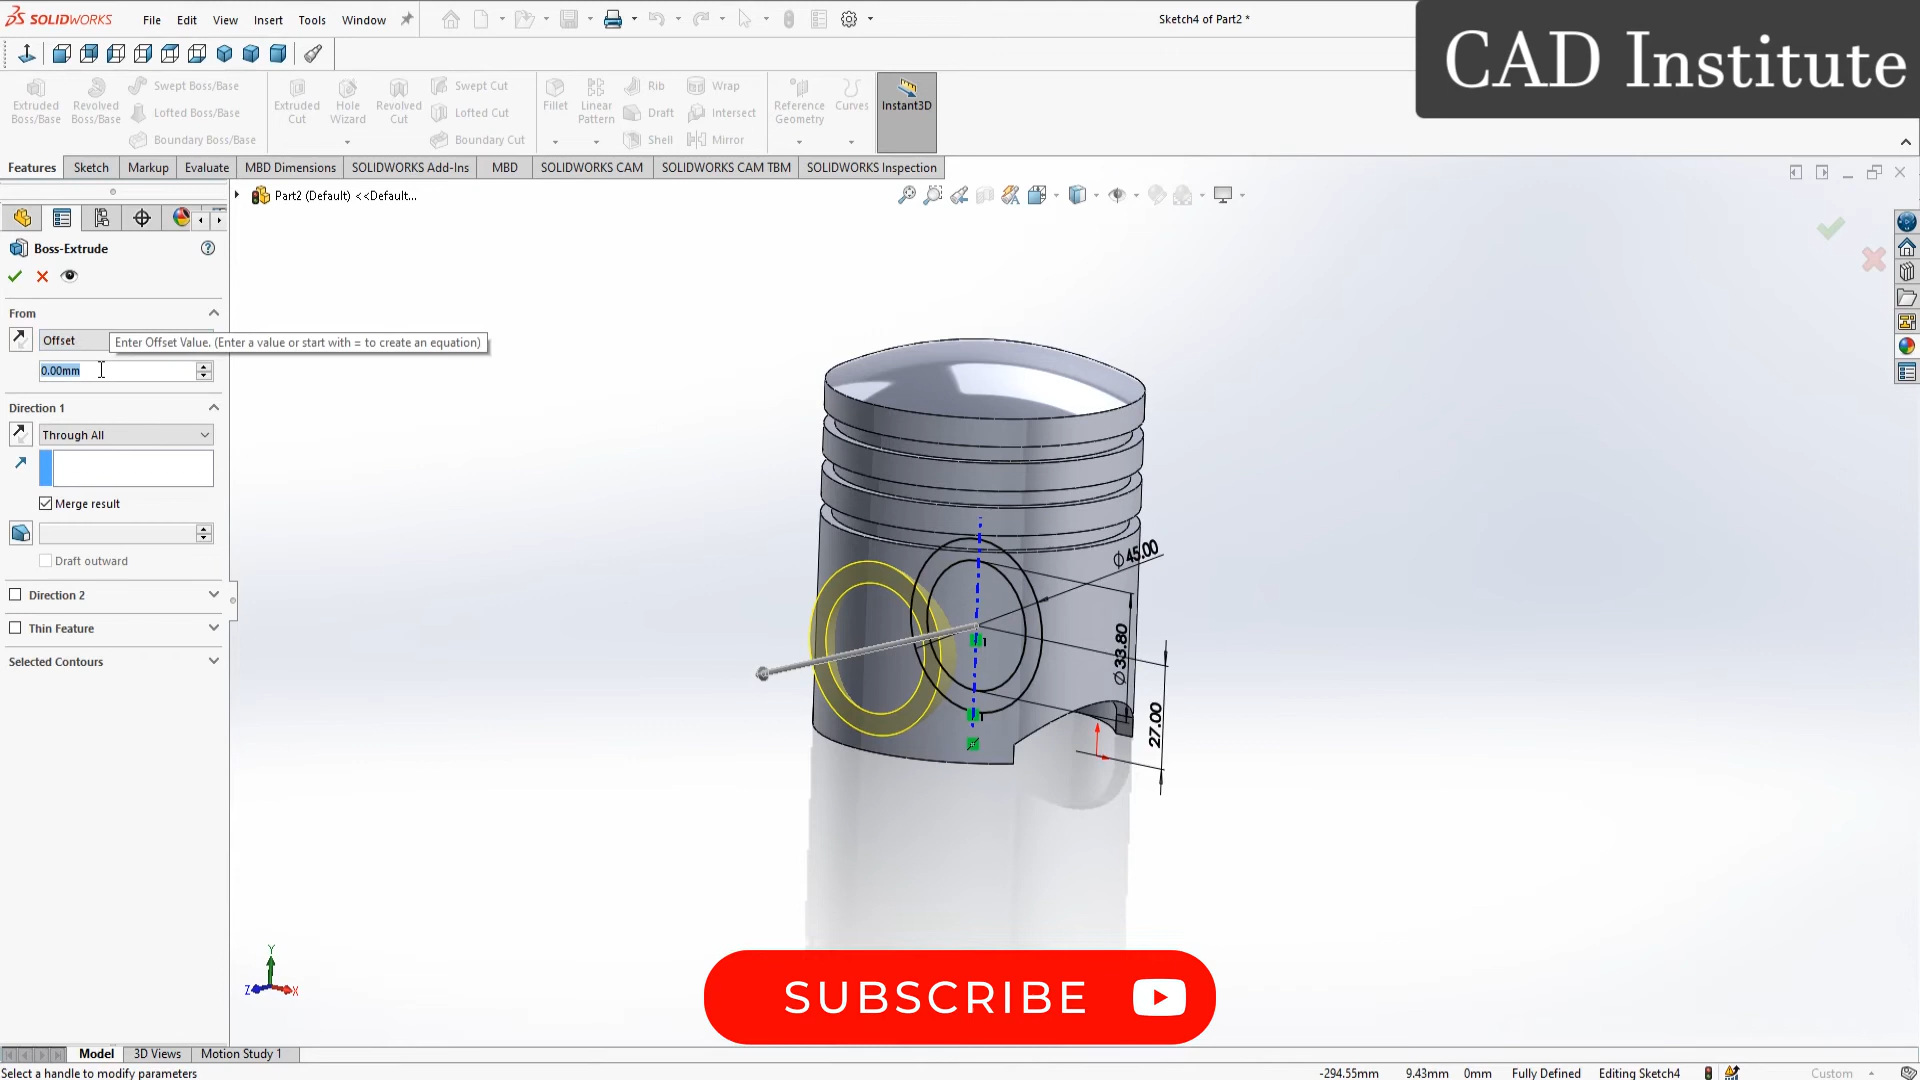 SOLIDWORKS File Edit View Insert Tools Window Sketch4 of Part2 *
CAD Institute
Extruded Boss/Base
Revolved Boss/Base
Swept Boss/Base
Lofted Boss/Base
Boundary Boss/Base
Extruded Cut
Hole Wizard
Revolved Cut
Swept Cut
Lofted Cut
Boundary Cut
Fillet
Linear Pattern
Rib
Draft
Shell
Wrap
Intersect
Mirror
Reference Geometry
Curves
Instant3D
Features Sketch Markup Evaluate MBD Dimensions SOLIDWORKS Add-Ins MBD SOLIDWORKS CAM SOLIDWORKS CAM TBM SOLIDWORKS Inspection
Part2 (Default) <<Default...
Boss-Extrude
From
Offset
Enter Offset Value. (Enter a value or start with = to create an equation)
0.00mm
Direction 1
Through All
Merge result
Draft outward
Direction 2
Thin Feature
Selected Contours
⌀45.00
⌀33.80
27.00
1
1
Y
Z
X
SUBSCRIBE
Model 3D Views Motion Study 1
Select a handle to modify parameters
-294.55mm 9.43mm 0mm Fully Defined Editing Sketch4 Custom